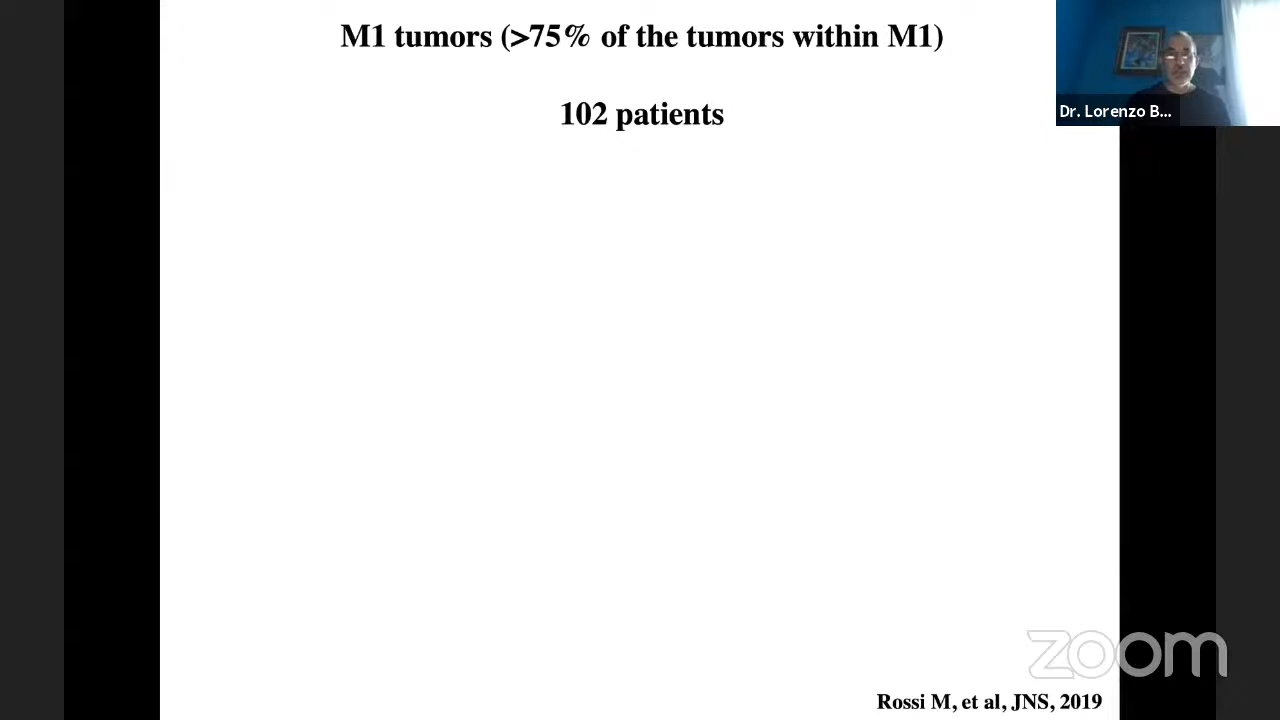 M1 tumors (>75% of the tumors within M1)
102 patients
Dr. Lorenzo B...
zoom
Rossi M, et al, JNS, 2019